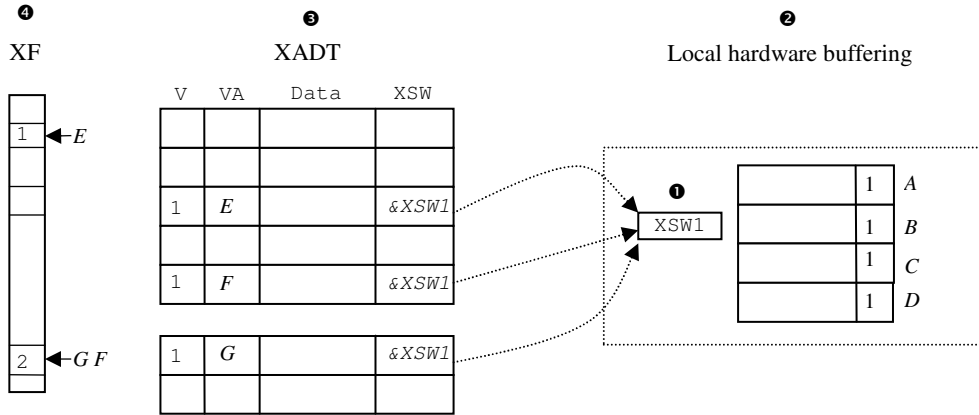 ❹ ❸ ❷
XF XADT Local hardware buffering
V VA Data XSW
1 E
1 A
1 E &XSW1 ❶
XSW1 1 B
1 C
1 F &XSW1
1 D
2 G F 1 G &XSW1